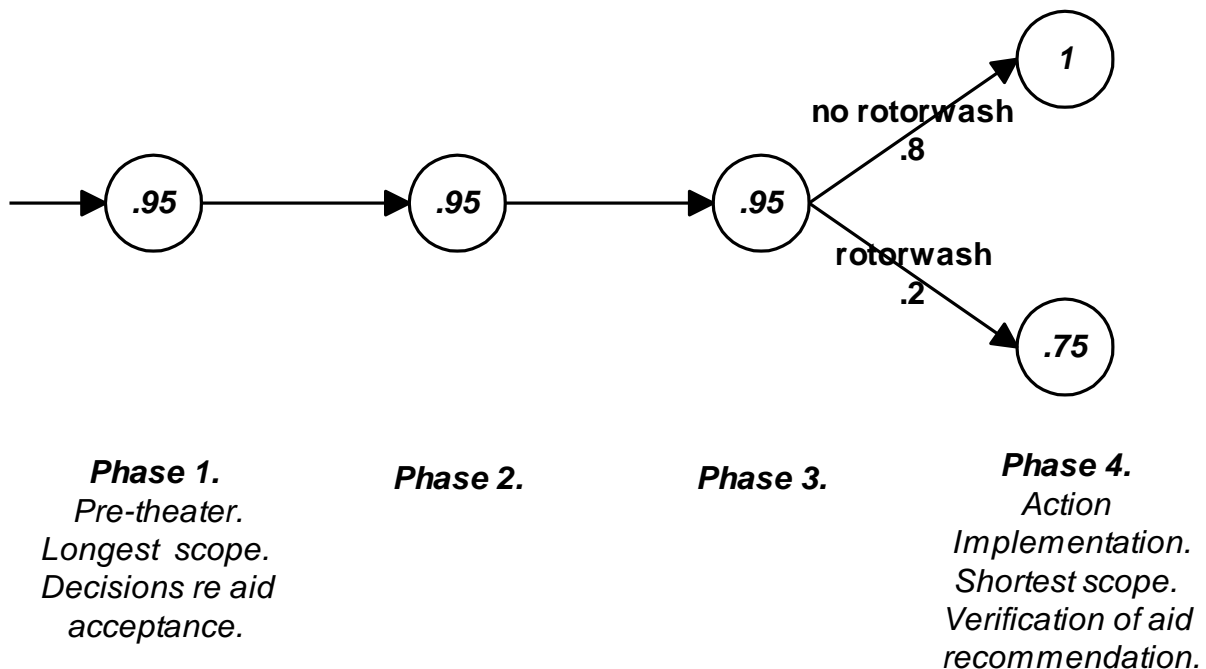 1
no rotorwash
.8
.95
.95
.95
rotorwash
.2
.75
Phase 1.
Pre-theater.
Longest scope.
Decisions re aid
acceptance.
Phase 2.
Phase 3.
Phase 4.
Action
Implementation.
Shortest scope.
Verification of aid
recommendation.